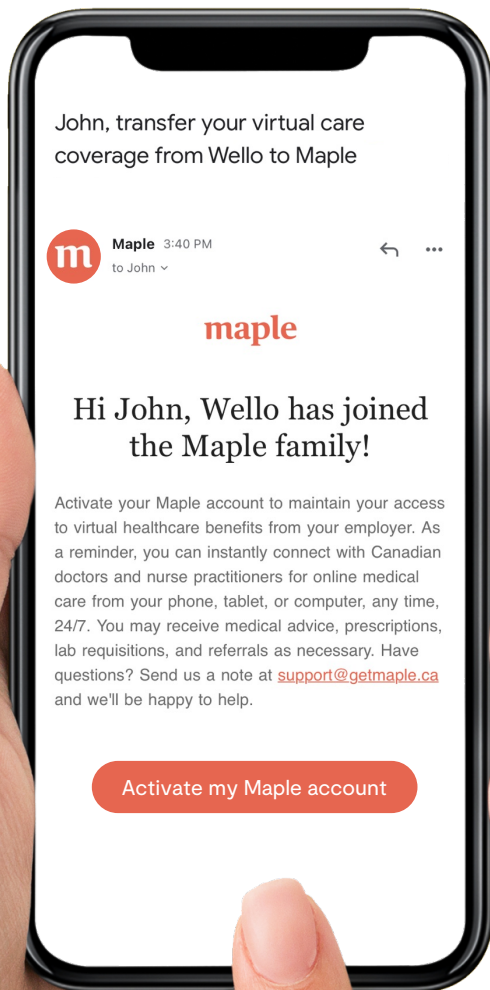 John, transfer your virtual care
coverage from Wello to Maple
m
Maple 3:40 PM
to John
maple
Hi John, Wello has joined
the Maple family!
Activate your Maple account to maintain your access
to virtual healthcare benefits from your employer. As
a reminder, you can instantly connect with Canadian
doctors and nurse practitioners for online medical
care from your phone, tablet, or computer, any time,
24/7. You may receive medical advice, prescriptions,
lab requisitions, and referrals as necessary. Have
questions? Send us a note at support@getmaple.ca
and we'll be happy to help.
Activate my Maple account